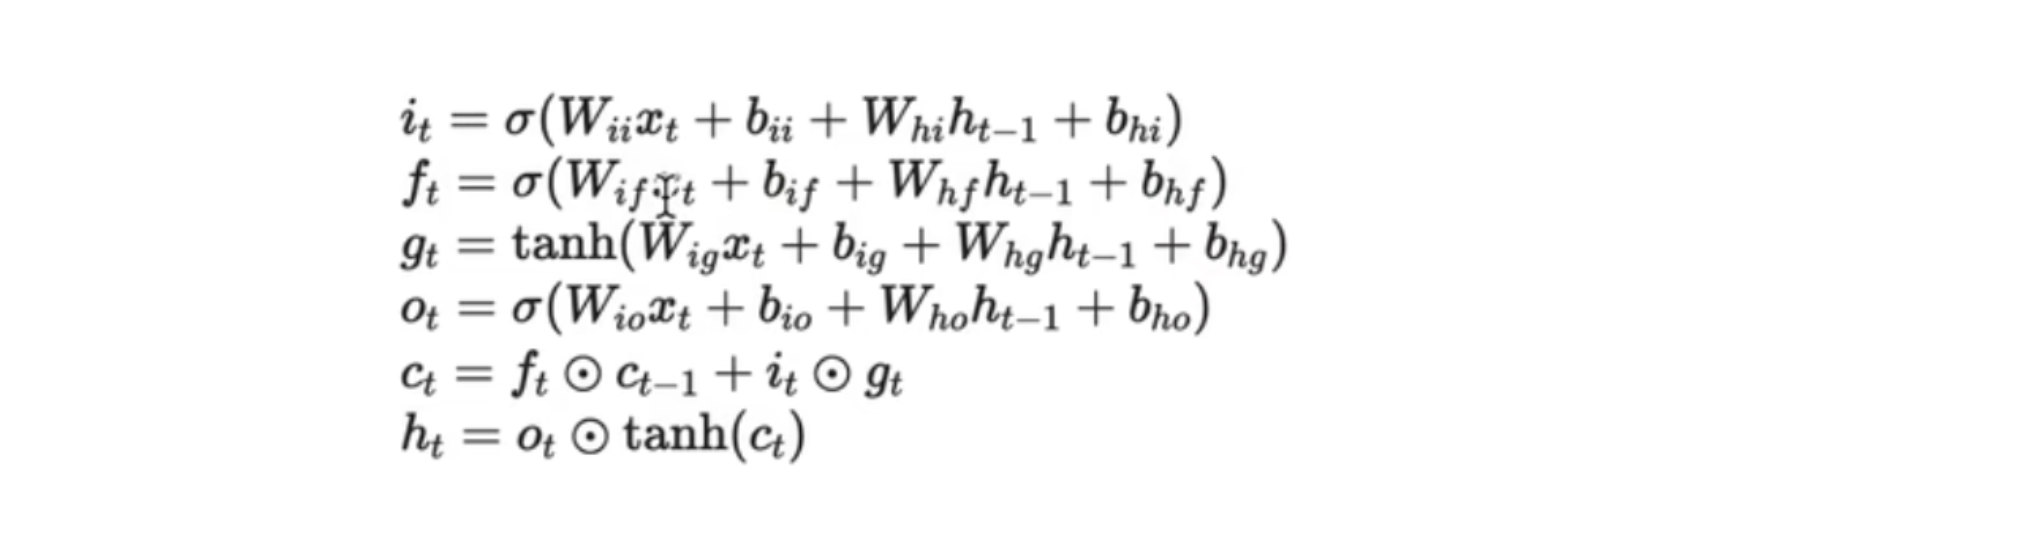 i_t = σ(W_{ii}x_t + b_{ii} + W_{hi}h_{t−1} + b_{hi})
f_t = σ(W_{if}x_t + b_{if} + W_{hf}h_{t−1} + b_{hf})
g_t = tanh(W_{ig}x_t + b_{ig} + W_{hg}h_{t−1} + b_{hg})
o_t = σ(W_{io}x_t + b_{io} + W_{ho}h_{t−1} + b_{ho})
c_t = f_t ⊙ c_{t−1} + i_t ⊙ g_t
h_t = o_t ⊙ tanh(c_t)